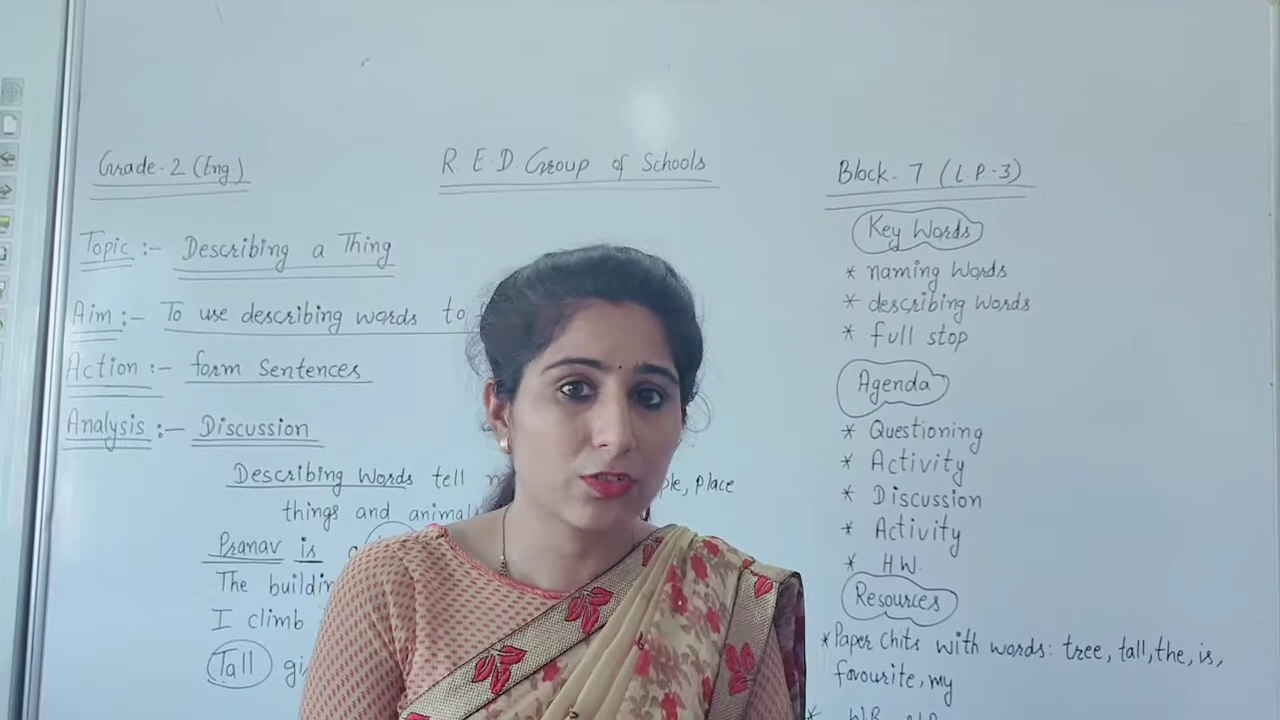 Grade-2 (Eng.)
R.E.D. Group of Schools
Block-7 (L.P.-3)
Topic :- Describing a Thing
Aim :- To use describing words to
Action :- form Sentences
Analysis :- Discussion
Describing Words tell
place
things and animals
Pranav is
The building
I climb
Tall
Key Words
* naming words
* describing words
* full stop
Agenda
* Questioning
* Activity
* Discussion
* Activity
* H.W.
Resources
*Paper chits with words: tree, tall, the, is,
favourite, my